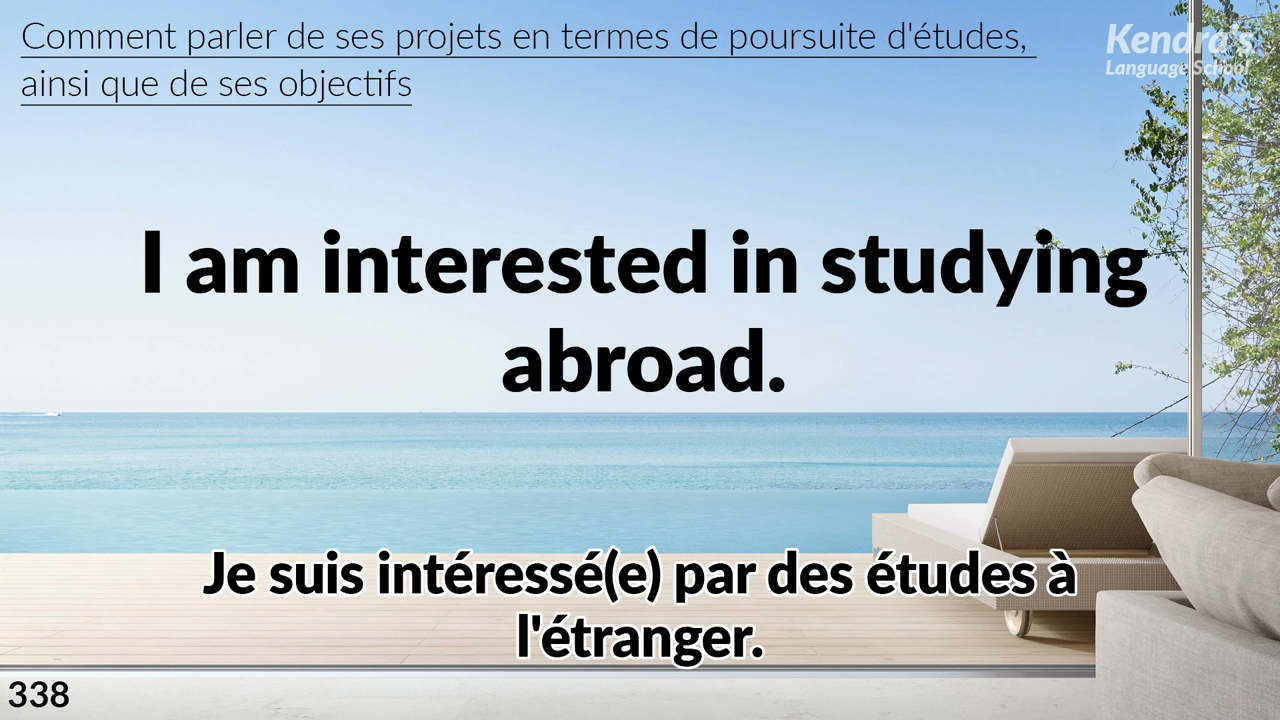 Comment parler de ses projets en termes de poursuite d'études,
ainsi que de ses objectifs
Kendra's
Language School
I am interested in studying
abroad.
Je suis intéressé(e) par des études à
l'étranger.
338